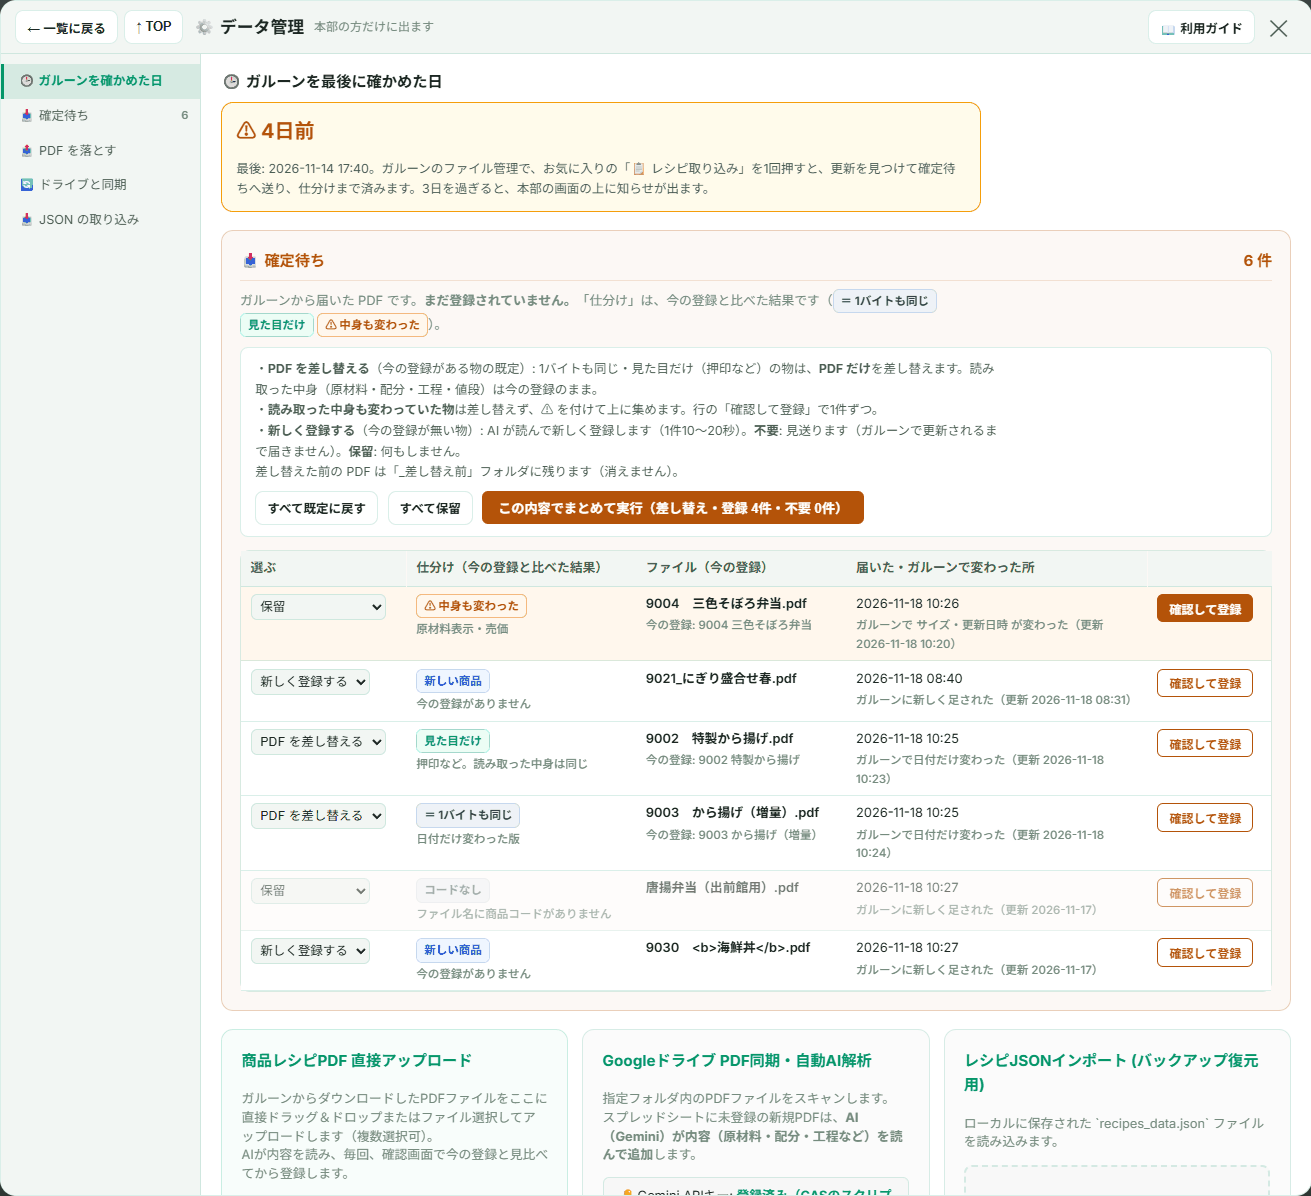 ← 一覧に戻る
↑ TOP
データ管理
本部の方だけに出ます
利用ガイド
ガルーンを確かめた日
確定待ち 6
PDF を落とす
ドライブと同期
JSON の取り込み
ガルーンを最後に確かめた日
⚠ 4日前
最後: 2026-11-14 17:40。ガルーンのファイル管理で、お気に入りの「📋 レシピ取り込み」を1回押すと、更新を見つけて確定待
ちへ送り、仕分けまで済みます。3日を過ぎると、本部の画面の上に知らせが出ます。
確定待ち
6 件
ガルーンから届いた PDF です。まだ登録されていません。「仕分け」は、今の登録と比べた結果です（ ＝ 1バイトも同じ
見た目だけ ⚠ 中身も変わった ）。
・PDF を差し替える（今の登録がある物の既定）: 1バイトも同じ・見た目だけ（押印など）の物は、PDF だけを差し替えます。読み
取った中身（原材料・配分・工程・値段）は今の登録のまま。
・読み取った中身も変わっていた物は差し替えず、⚠ を付けて上に集めます。行の「確認して登録」で1件ずつ。
・新しく登録する（今の登録が無い物）: AI が読んで新しく登録します（1件10〜20秒）。不要: 見送ります（ガルーンで更新されるま
で届きません）。保留: 何もしません。
差し替えた前の PDF は「_差し替え前」フォルダに残ります（消えません）。
すべて既定に戻す
すべて保留
この内容でまとめて実行（差し替え・登録 4件・不要 0件）
選ぶ
仕分け（今の登録と比べた結果）
ファイル（今の登録）
届いた・ガルーンで変わった所
保留
⚠ 中身も変わった
原材料表示・売価
9004　三色そぼろ弁当.pdf
今の登録: 9004 三色そぼろ弁当
2026-11-18 10:26
ガルーンで サイズ・更新日時 が変わった（更新
2026-11-18 10:20）
確認して登録
新しく登録する
新しい商品
今の登録がありません
9021_にぎり盛合せ春.pdf
2026-11-18 08:40
ガルーンに新しく足された（更新 2026-11-18 08:31）
確認して登録
PDF を差し替える
見た目だけ
押印など。読み取った中身は同じ
9002　特製から揚げ.pdf
今の登録: 9002 特製から揚げ
2026-11-18 10:25
ガルーンで日付だけ変わった（更新 2026-11-18
10:23）
確認して登録
PDF を差し替える
＝ 1バイトも同じ
日付だけ変わった版
9003　から揚げ（増量）.pdf
今の登録: 9003 から揚げ（増量）
2026-11-18 10:25
ガルーンで日付だけ変わった（更新 2026-11-18
10:24）
確認して登録
保留
コードなし
ファイル名に商品コードがありません
唐揚弁当（出前館用）.pdf
2026-11-18 10:27
ガルーンに新しく足された（更新 2026-11-17）
確認して登録
新しく登録する
新しい商品
今の登録がありません
9030　<b>海鮮丼</b>.pdf
2026-11-18 10:27
ガルーンに新しく足された（更新 2026-11-17）
確認して登録
商品レシピPDF 直接アップロード
ガルーンからダウンロードしたPDFファイルをここに
直接ドラッグ＆ドロップまたはファイル選択してア
ップロードします（複数選択可）。
AIが内容を読み、毎回、確認画面で今の登録と見比べ
てから登録します。
Googleドライブ PDF同期・自動AI解析
指定フォルダ内のPDFファイルをスキャンします。
スプレッドシートに未登録の新規PDFは、AI
（Gemini）が内容（原材料・配分・工程など）を読
んで追加します。
Gemini APIキー: 登録済み（GASのスクリプ
レシピJSONインポート (バックアップ復元
用)
ローカルに保存された `recipes_data.json` ファイル
を読み込みます。